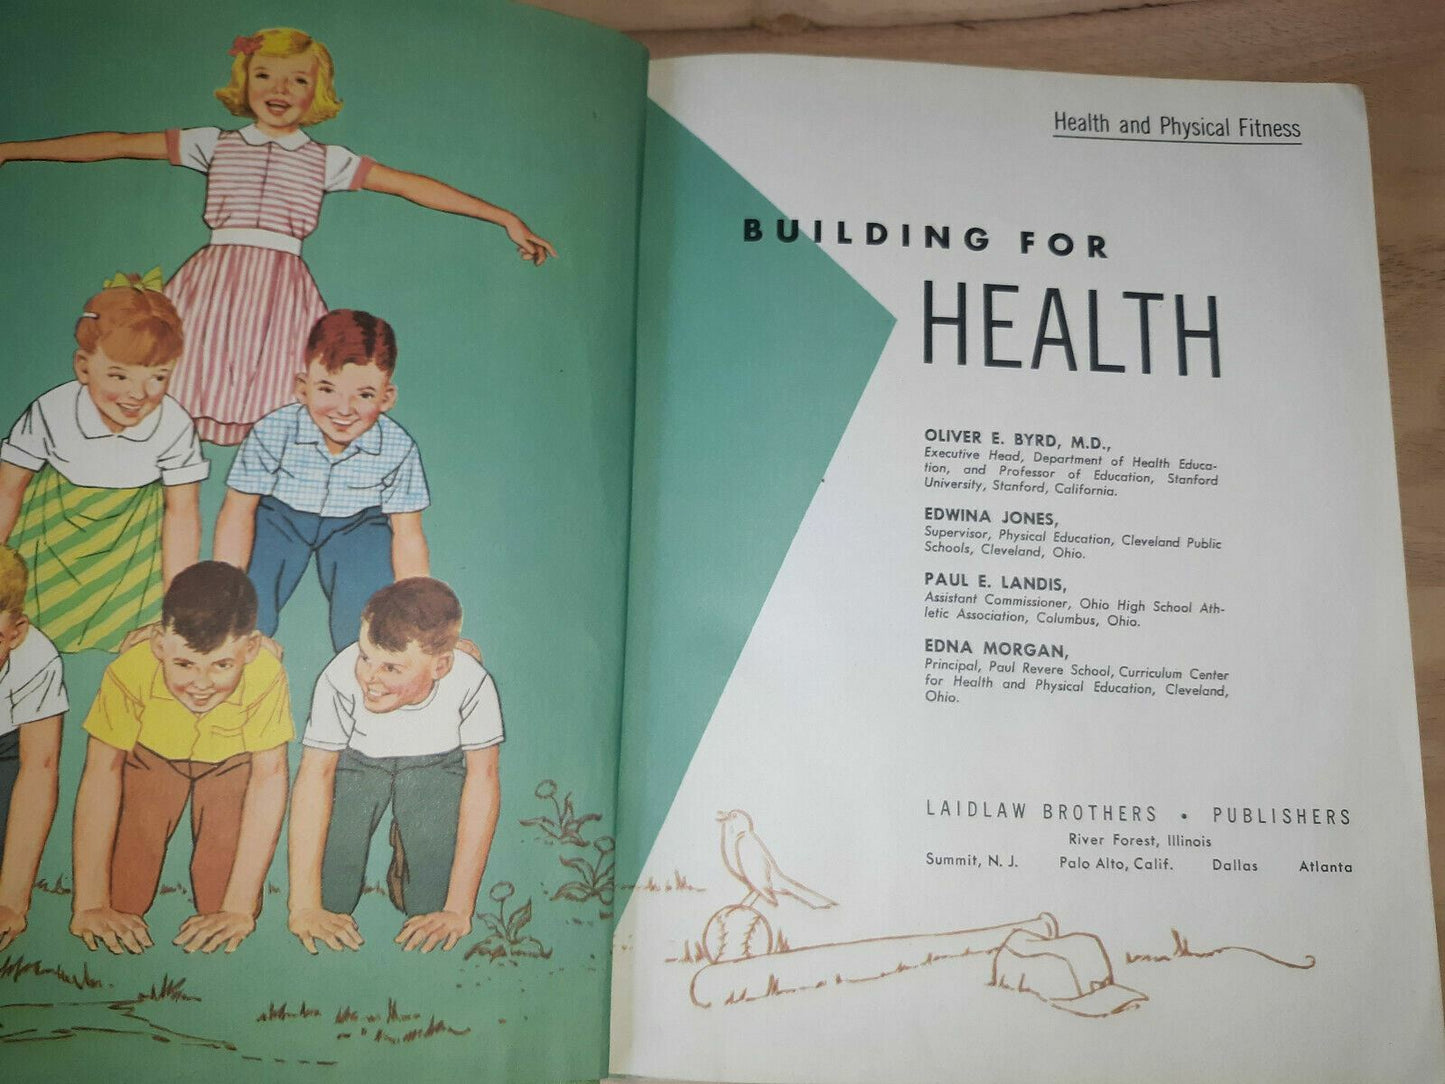 Health and Physical Fitness
BUILDING FOR
HEALTH
OLIVER E. BYRD, M.D.,
Executive Head, Department of Health Educa-
tion, and Professor of Education, Stanford
University, Stanford, California.
EDWINA JONES,
Supervisor, Physical Education, Cleveland Public
Schools, Cleveland, Ohio.
PAUL E. LANDIS,
Assistant Commissioner, Ohio High School Ath-
letic Association, Columbus, Ohio.
EDNA MORGAN,
Principal, Paul Revere School, Curriculum Center
for Health and Physical Education, Cleveland,
Ohio.
LAIDLAW BROTHERS • PUBLISHERS
River Forest, Illinois
Summit, N. J. Palo Alto, Calif. Dallas Atlanta